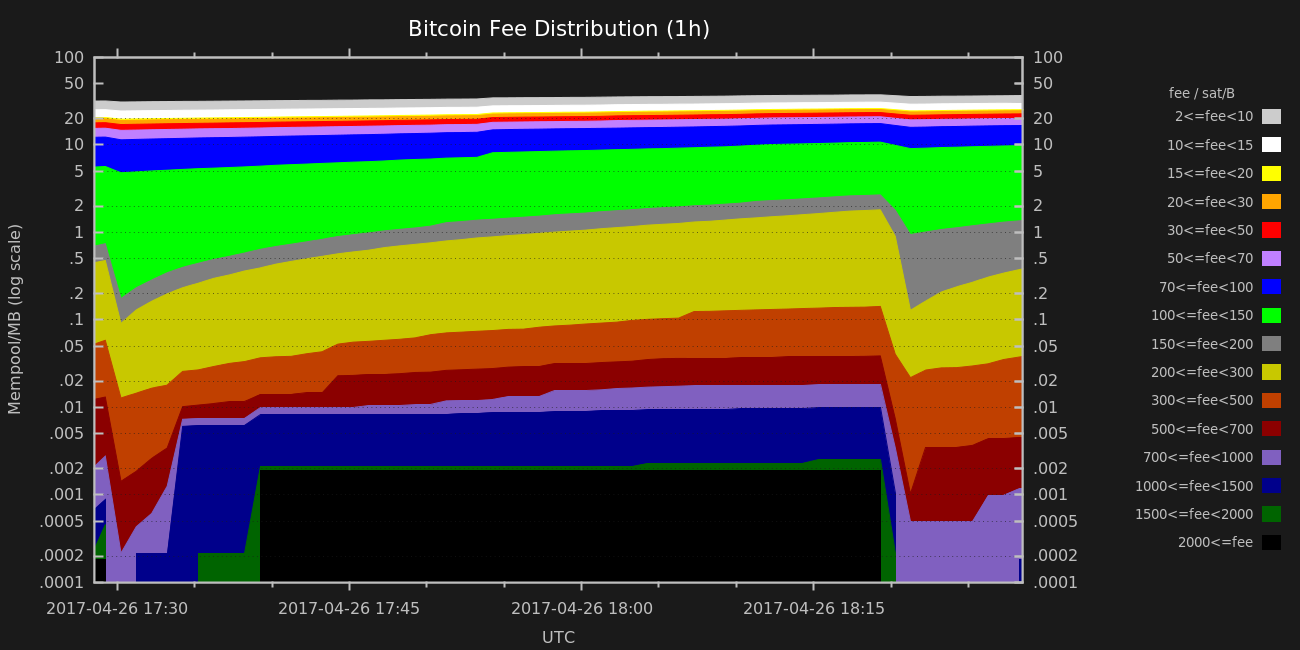 Bitcoin Fee Distribution (1h)
Mempool/MB (log scale)
100
50
20
10
5
2
1
.5
.2
.1
.05
.02
.01
.005
.002
.001
.0005
.0002
.0001
100
50
20
10
5
2
1
.5
.2
.1
.05
.02
.01
.005
.002
.001
.0005
.0002
.0001
2017-04-26 17:30
2017-04-26 17:45
2017-04-26 18:00
2017-04-26 18:15
UTC
fee / sat/B
2<=fee<10
10<=fee<15
15<=fee<20
20<=fee<30
30<=fee<50
50<=fee<70
70<=fee<100
100<=fee<150
150<=fee<200
200<=fee<300
300<=fee<500
500<=fee<700
700<=fee<1000
1000<=fee<1500
1500<=fee<2000
2000<=fee